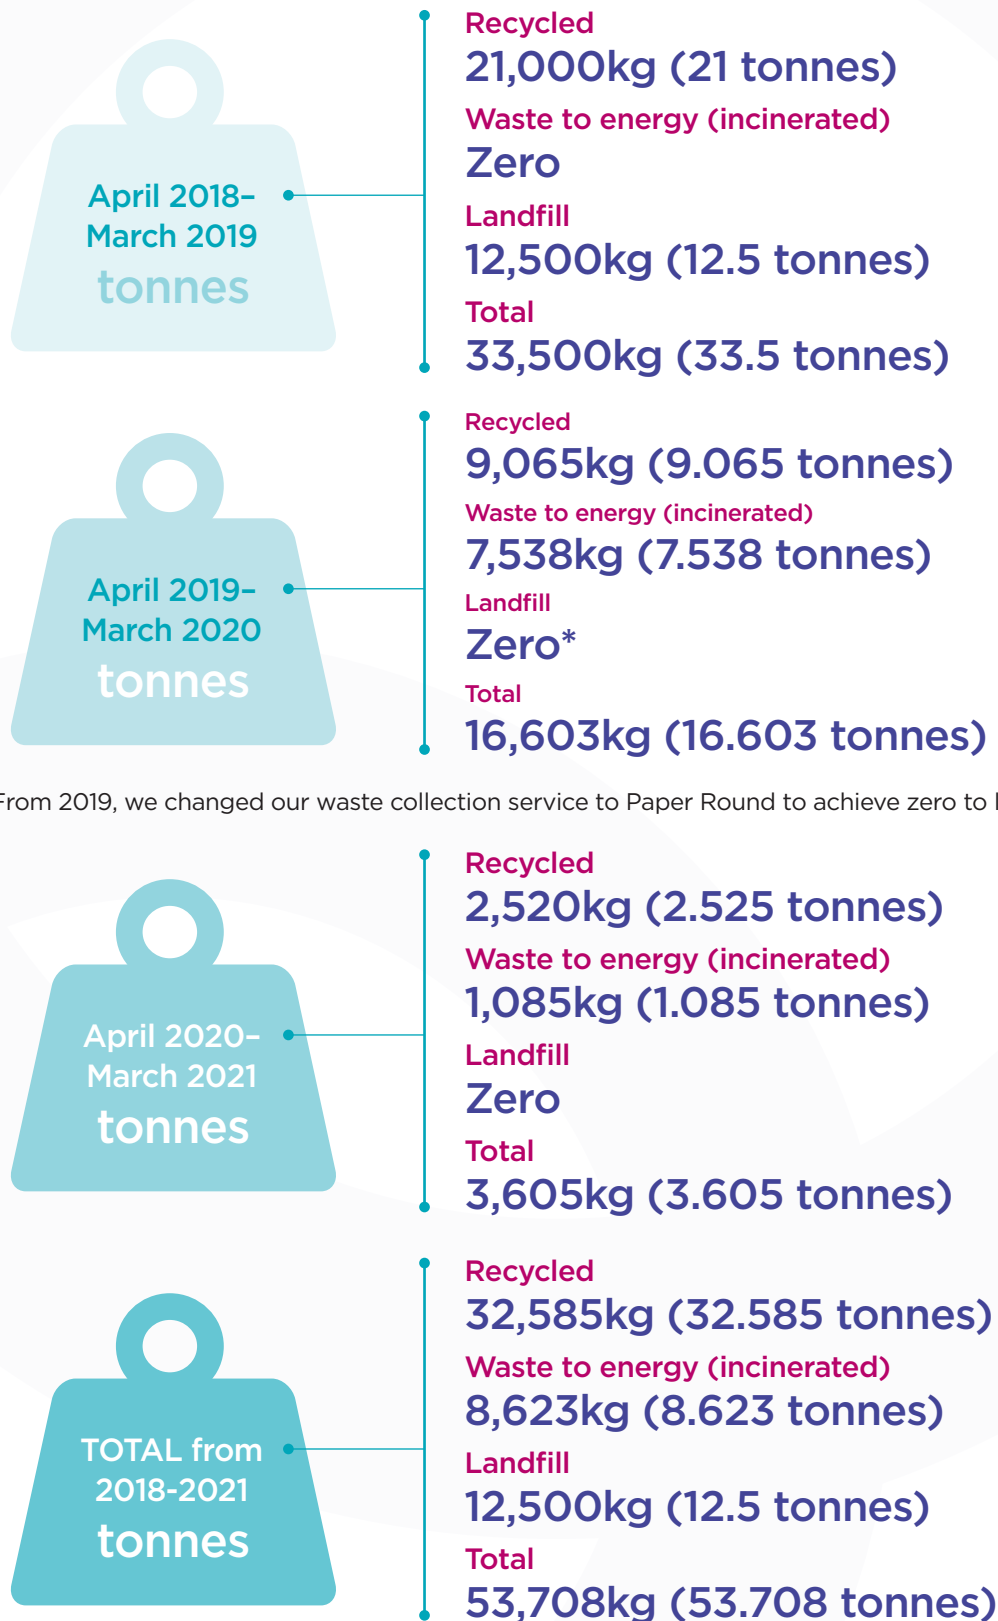 April 2018–
March 2019
tonnes
Recycled
21,000kg (21 tonnes)
Waste to energy (incinerated)
Zero
Landfill
12,500kg (12.5 tonnes)
Total
33,500kg (33.5 tonnes)
April 2019–
March 2020
tonnes
Recycled
9,065kg (9.065 tonnes)
Waste to energy (incinerated)
7,538kg (7.538 tonnes)
Landfill
Zero*
Total
16,603kg (16.603 tonnes)
From 2019, we changed our waste collection service to Paper Round to achieve zero to
April 2020–
March 2021
tonnes
Recycled
2,520kg (2.525 tonnes)
Waste to energy (incinerated)
1,085kg (1.085 tonnes)
Landfill
Zero
Total
3,605kg (3.605 tonnes)
TOTAL from
2018-2021
tonnes
Recycled
32,585kg (32.585 tonnes)
Waste to energy (incinerated)
8,623kg (8.623 tonnes)
Landfill
12,500kg (12.5 tonnes)
Total
53,708kg (53.708 tonnes)